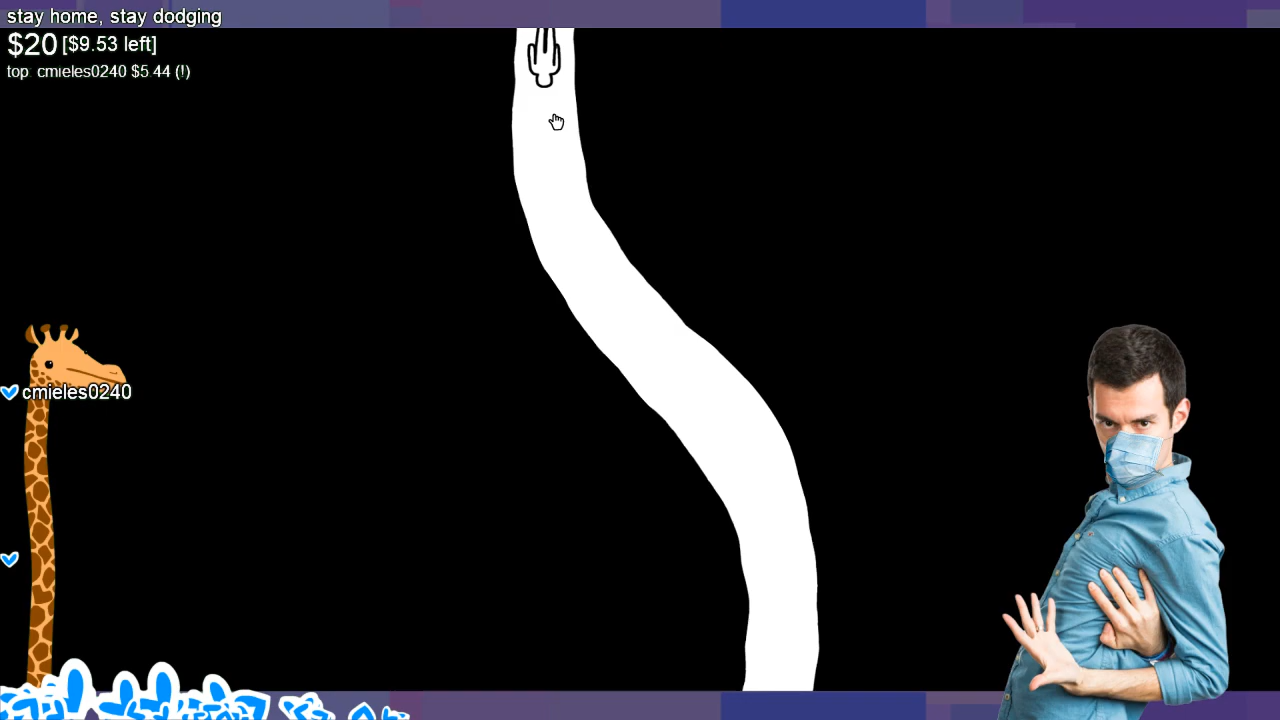 stay home, stay dodging
$20 [$9.53 left]
top: cmieles0240 $5.44 (!)
cmieles0240